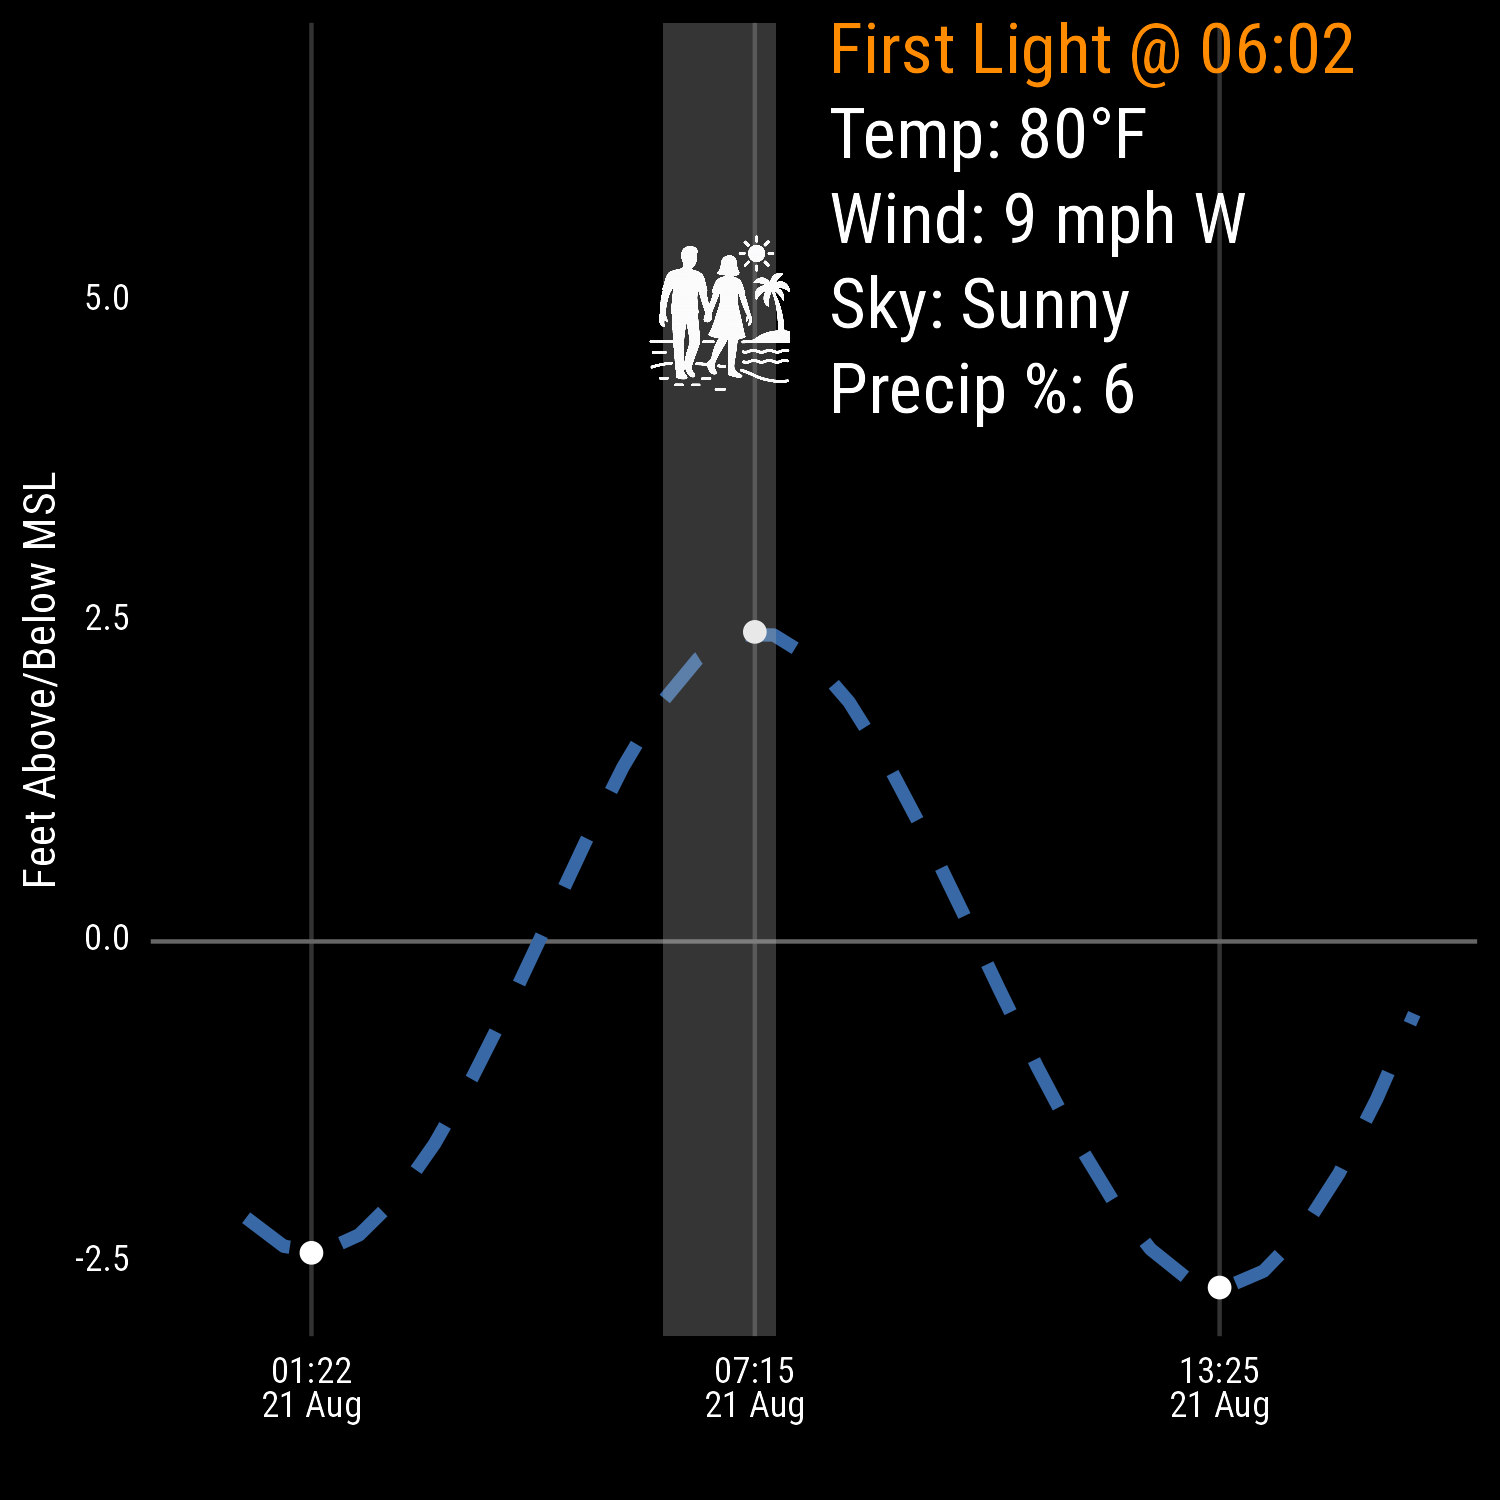 First Light @ 06:02
Temp: 80°F
Wind: 9 mph W
Sky: Sunny
Precip %: 6
Feet Above/Below MSL
5.0
2.5
0.0
-2.5
01:22
21 Aug
07:15
21 Aug
13:25
21 Aug